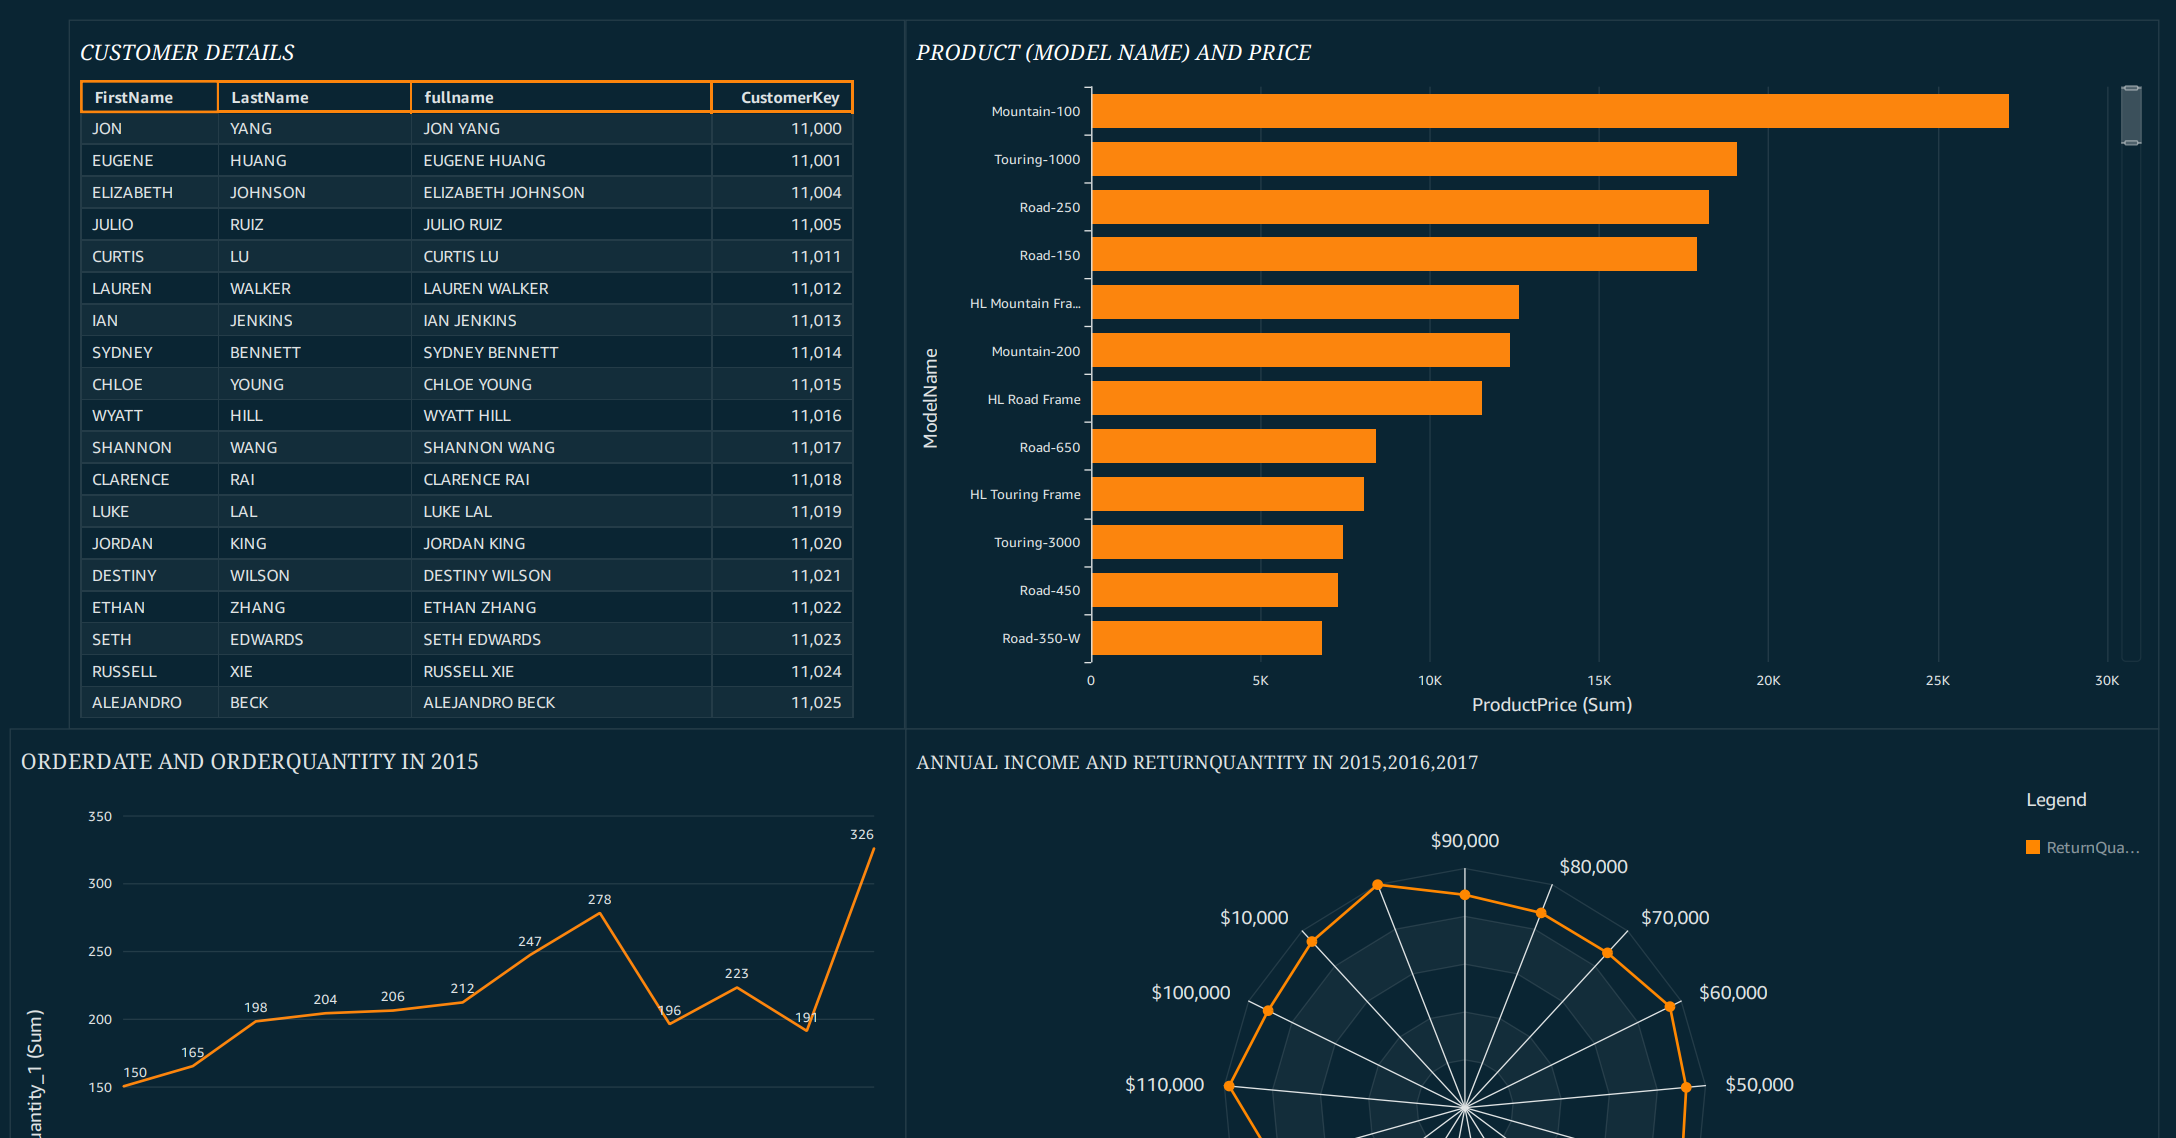 CUSTOMER DETAILS
FirstName LastName fullname CustomerKey
JON YANG JON YANG 11,000
EUGENE HUANG EUGENE HUANG 11,001
ELIZABETH JOHNSON ELIZABETH JOHNSON 11,004
JULIO RUIZ JULIO RUIZ 11,005
CURTIS LU CURTIS LU 11,011
LAUREN WALKER LAUREN WALKER 11,012
IAN JENKINS IAN JENKINS 11,013
SYDNEY BENNETT SYDNEY BENNETT 11,014
CHLOE YOUNG CHLOE YOUNG 11,015
WYATT HILL WYATT HILL 11,016
SHANNON WANG SHANNON WANG 11,017
CLARENCE RAI CLARENCE RAI 11,018
LUKE LAL LUKE LAL 11,019
JORDAN KING JORDAN KING 11,020
DESTINY WILSON DESTINY WILSON 11,021
ETHAN ZHANG ETHAN ZHANG 11,022
SETH EDWARDS SETH EDWARDS 11,023
RUSSELL XIE RUSSELL XIE 11,024
ALEJANDRO BECK ALEJANDRO BECK 11,025
PRODUCT (MODEL NAME) AND PRICE
ModelName
Mountain-100
Touring-1000
Road-250
Road-150
HL Mountain Fra...
Mountain-200
HL Road Frame
Road-650
HL Touring Frame
Touring-3000
Road-450
Road-350-W
0 5K 10K 15K 20K 25K 30K
ProductPrice (Sum)
ORDERDATE AND ORDERQUANTITY IN 2015
uantity_1 (Sum)
350
300
250
200
150
150 165 198 204 206 212 247 278 196 223 191 326
ANNUAL INCOME AND RETURNQUANTITY IN 2015,2016,2017
Legend
ReturnQua...
$90,000
$80,000
$10,000
$70,000
$100,000
$60,000
$110,000
$50,000